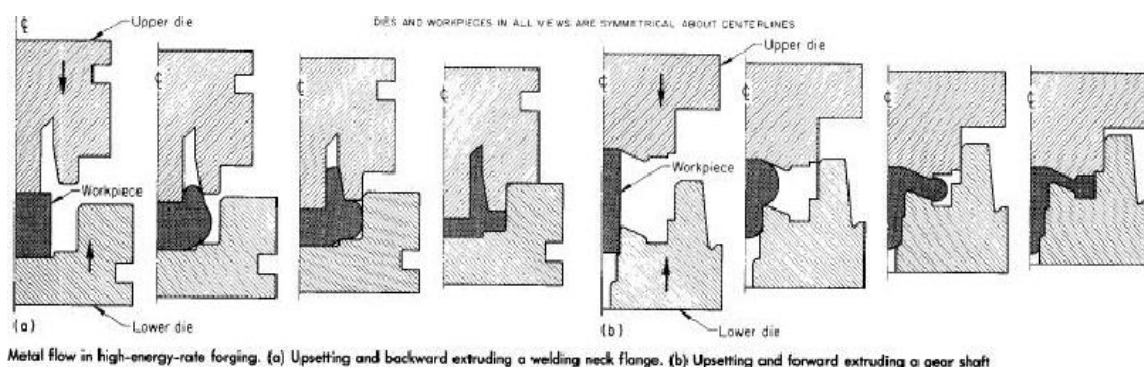 DIES AND WORKPIECES IN ALL VIEWS ARE SYMMETRICAL ABOUT CENTERLINES
℄
Upper die
℄
℄
℄
Workpiece
(a)
Lower die
℄
Upper die
℄
℄
℄
Workpiece
(b)
Lower die
Metal flow in high-energy-rate forging. (a) Upsetting and backward extruding a welding neck flange. (b) Upsetting and forward extruding a gear shaft